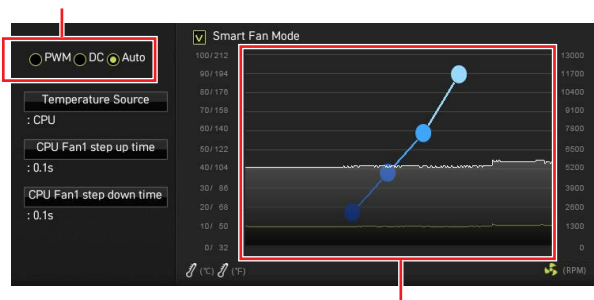 PWM DC Auto
Smart Fan Mode
Temperature Source
: CPU
CPU Fan1 step up time
: 0.1s
CPU Fan1 step down time
: 0.1s
100/212 13000
90/194 11700
80/176 10400
70/158 9100
60/140 7800
50/122 6500
40/104 5200
30/ 86 3900
20/ 68 2600
10/ 50 1300
0/ 32 0
(°C) (°F) (RPM)